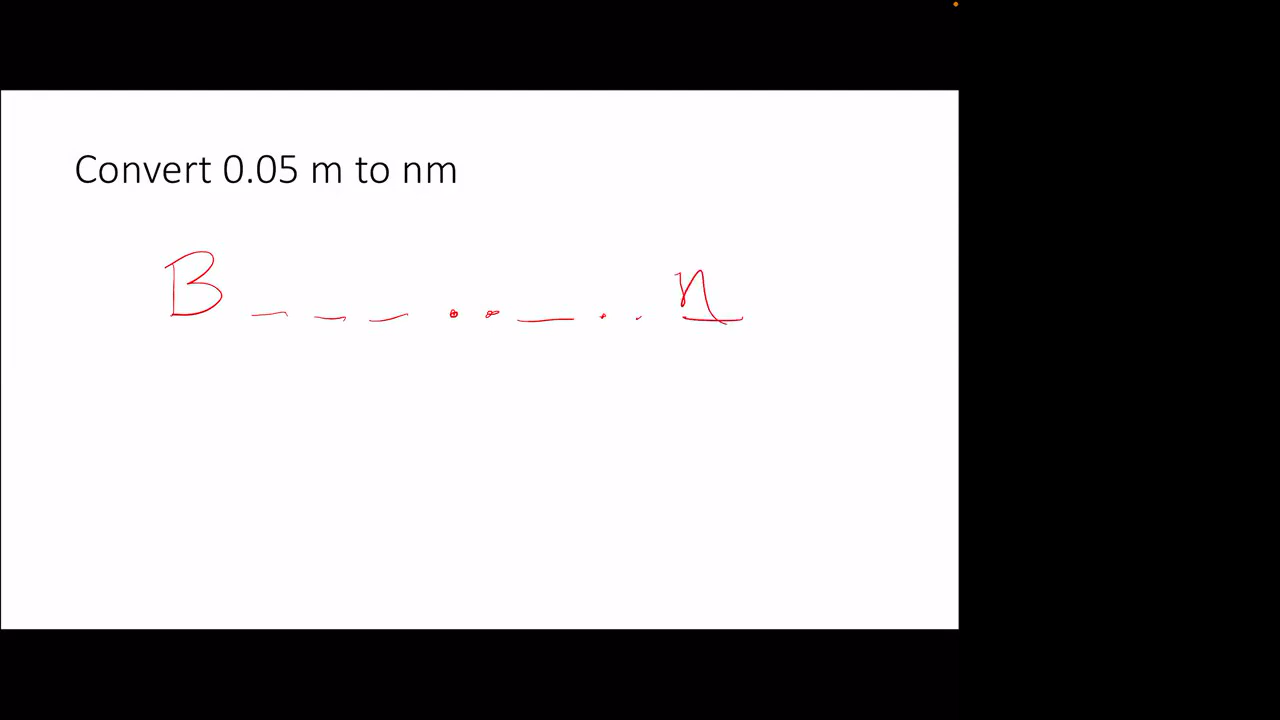 Convert 0.05 m to nm
B _ _ _ . . _ . . n